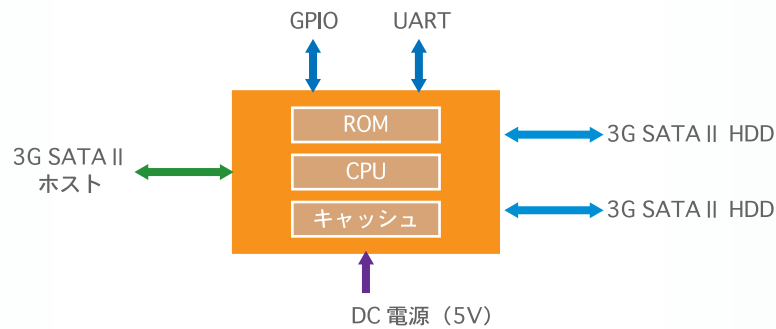 GPIO
UART
ROM
3G SATA II HDD
3G SATA II
ホスト
CPU
キャッシュ
3G SATA II HDD
DC 電源（5V）